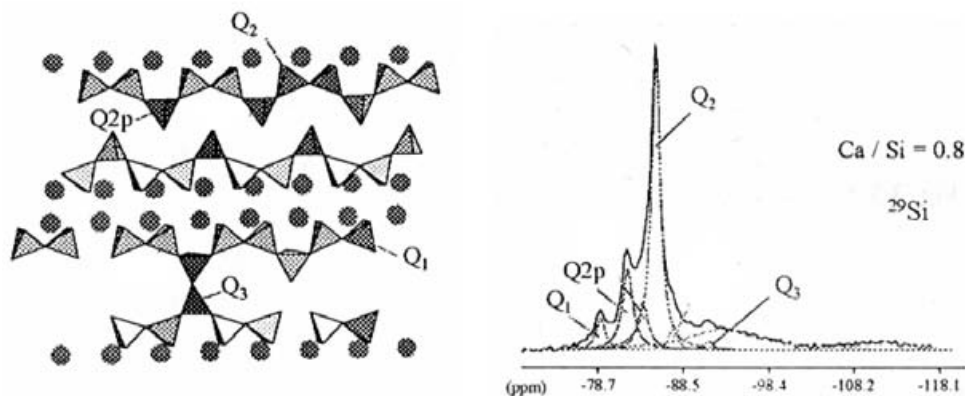 Q2
Q2p
Q1
Q3
Q2
Ca / Si = 0.8
29Si
Q2p
Q1
Q3
(ppm)
-78.7
-88.5
-98.4
-108.2
-118.1